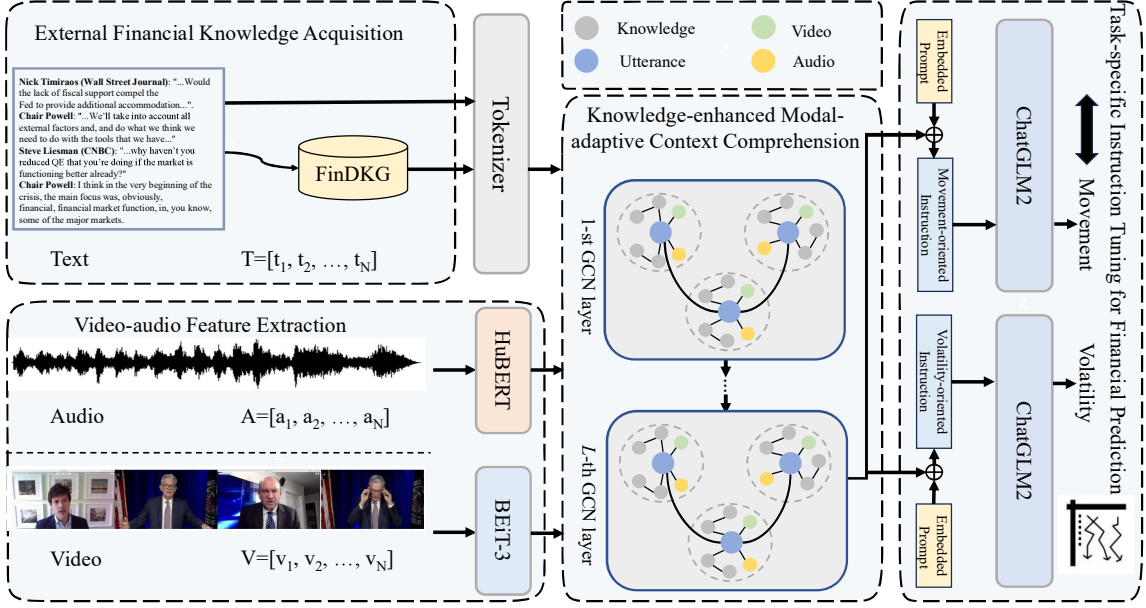 External Financial Knowledge Acquisition
Nick Timiraos (Wall Street Journal): "...Would
the lack of fiscal support compel the
Fed to provide additional accommodation...".
Chair Powell: "...We'll take into account all
external factors and, and do what we think we
need to do with the tools that we have..."
Steve Liesman (CNBC): "...why haven't you
reduced QE that you're doing if the market is
functioning better already?"
Chair Powell: I think in the very beginning of the
crisis, the main focus was, obviously,
financial, financial market function, in, you know,
some of the major markets.
FinDKG
Text
T=[t1, t2, …, tN]
Tokenizer
Video-audio Feature Extraction
Audio
A=[a1, a2, …, aN]
HuBERT
Video
V=[v1, v2, …, vN]
BEiT-3
Knowledge
Video
Utterance
Audio
Knowledge-enhanced Modal-
adaptive Context Comprehension
1-st GCN layer
L-th GCN layer
Embedded
Prompt
Movement-oriented
Instruction
ChatGLM2
Movement
Volatility-oriented
Instruction
Embedded
Prompt
ChatGLM2
Volatility
Task-specific Instruction Tuning for Financial Prediction
z
z